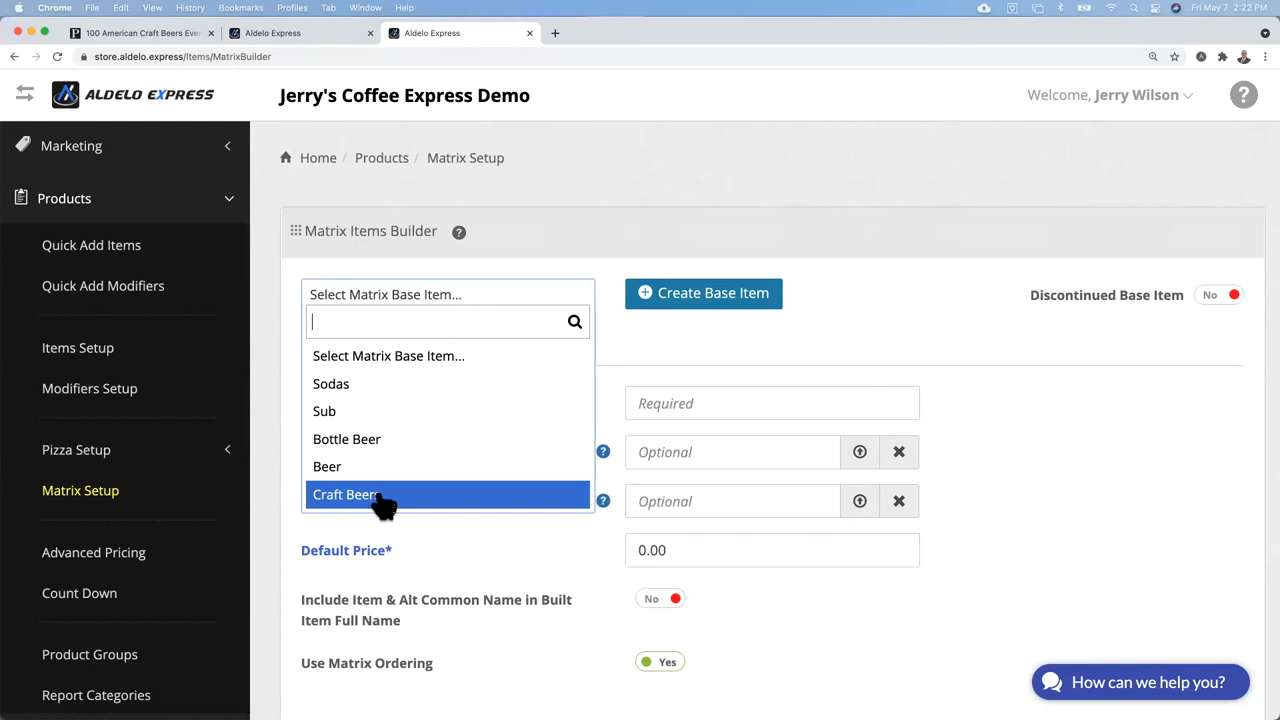 Chrome File Edit View History Bookmarks Profiles Tab Window Help Fri May 7 2:22 PM
100 American Craft Beers Ever Aldelo Express Aldelo Express
store.aldelo.express/Items/MatrixBuilder
ALDELO EXPRESS Jerry's Coffee Express Demo Welcome, Jerry Wilson
Marketing
Products
Quick Add Items
Quick Add Modifiers
Items Setup
Modifiers Setup
Pizza Setup
Matrix Setup
Advanced Pricing
Count Down
Product Groups
Report Categories
Home / Products / Matrix Setup
Matrix Items Builder
Select Matrix Base Item...
Create Base Item
Discontinued Base Item No
Select Matrix Base Item...
Sodas
Sub
Bottle Beer
Beer
Craft Beers
Required
Optional
Optional
Default Price* 0.00
Include Item & Alt Common Name in Built
Item Full Name
No
Use Matrix Ordering Yes
How can we help you?